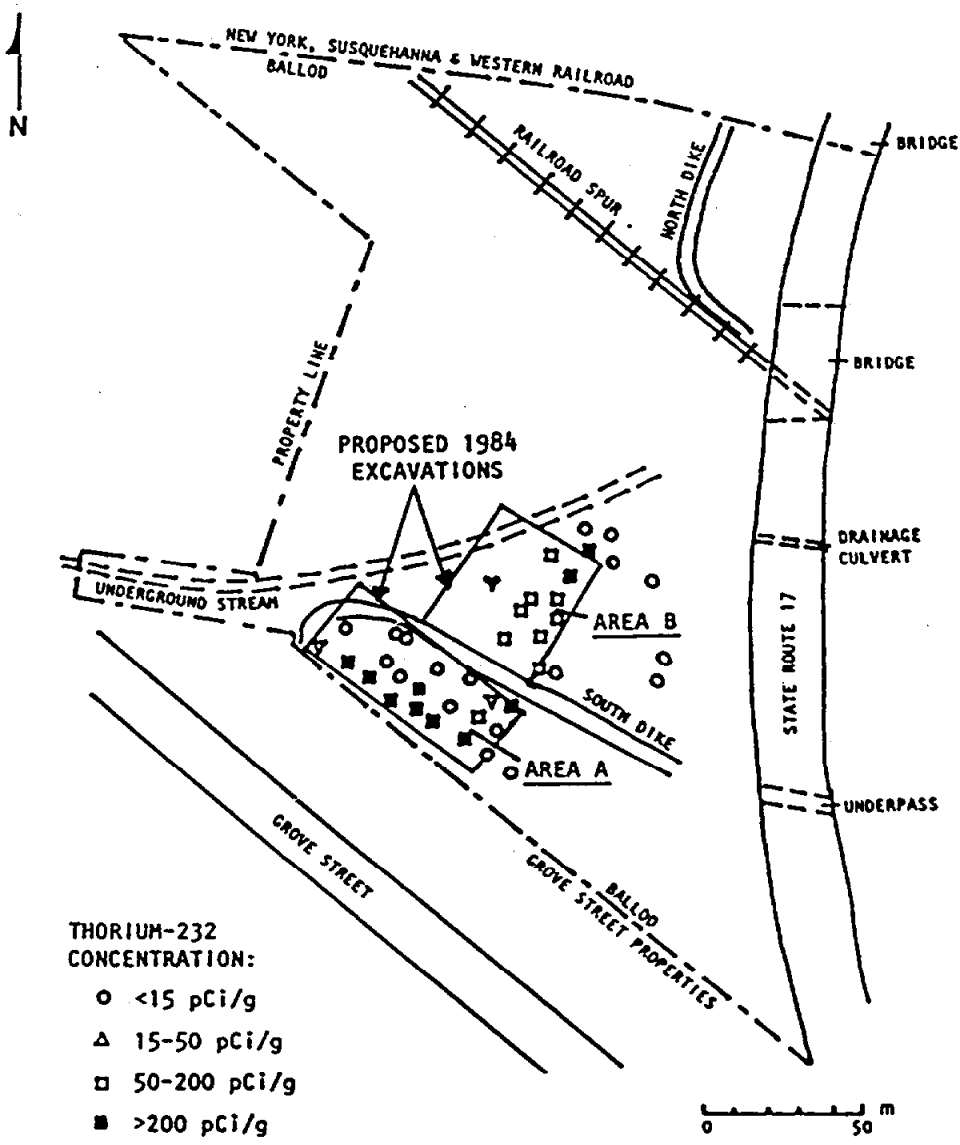 NEW YORK, SUSQUEHANNA & WESTERN RAILROAD
BALLOD
N
RAILROAD SPUR
NORTH DIKE
BRIDGE
BRIDGE
PROPERTY LINE
PROPOSED 1984
EXCAVATIONS
DRAINAGE
CULVERT
UNDERGROUND STREAM
AREA B
STATE ROUTE 17
SOUTH DIKE
AREA A
UNDERPASS
GROVE STREET
BALLOD
GROVE STREET PROPERTIES
THORIUM-232
CONCENTRATION:
<15 pCi/g
15-50 pCi/g
50-200 pCi/g
>200 pCi/g
m
0 50